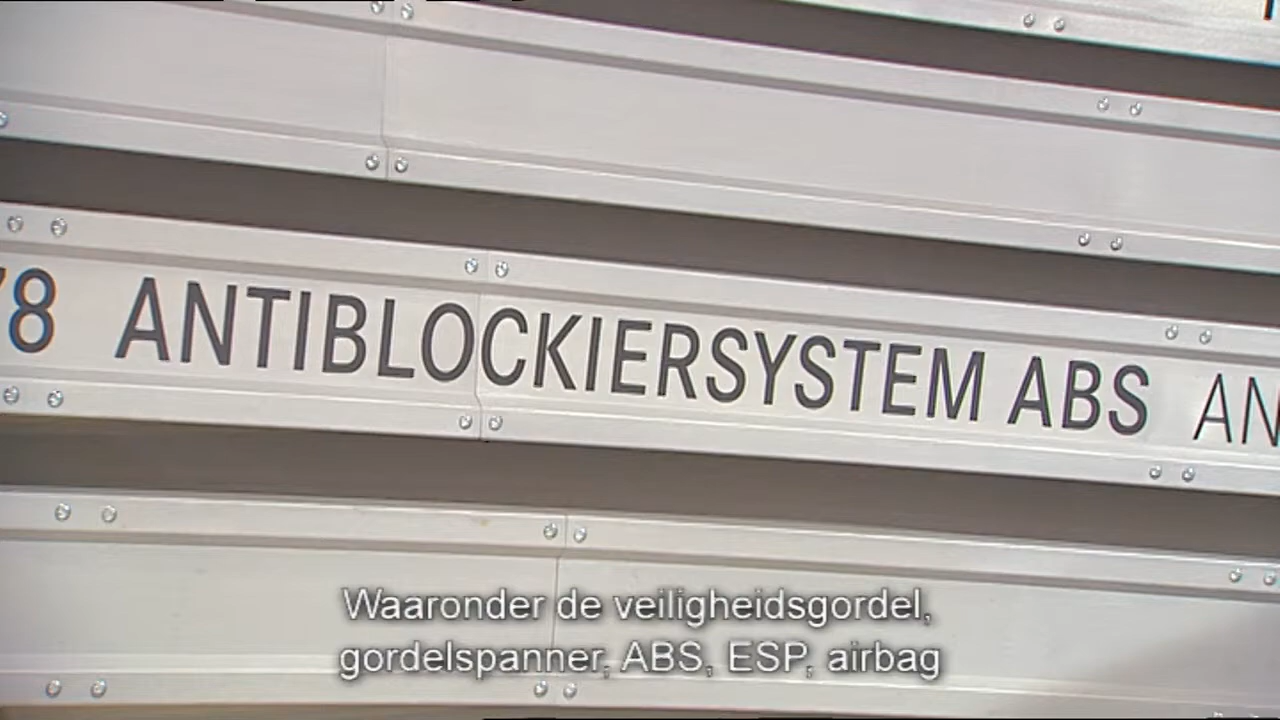 78 ANTIBLOCKIERSYSTEM ABS AN
Waaronder de veiligheidsgordel,
gordelspanner, ABS, ESP, airbag